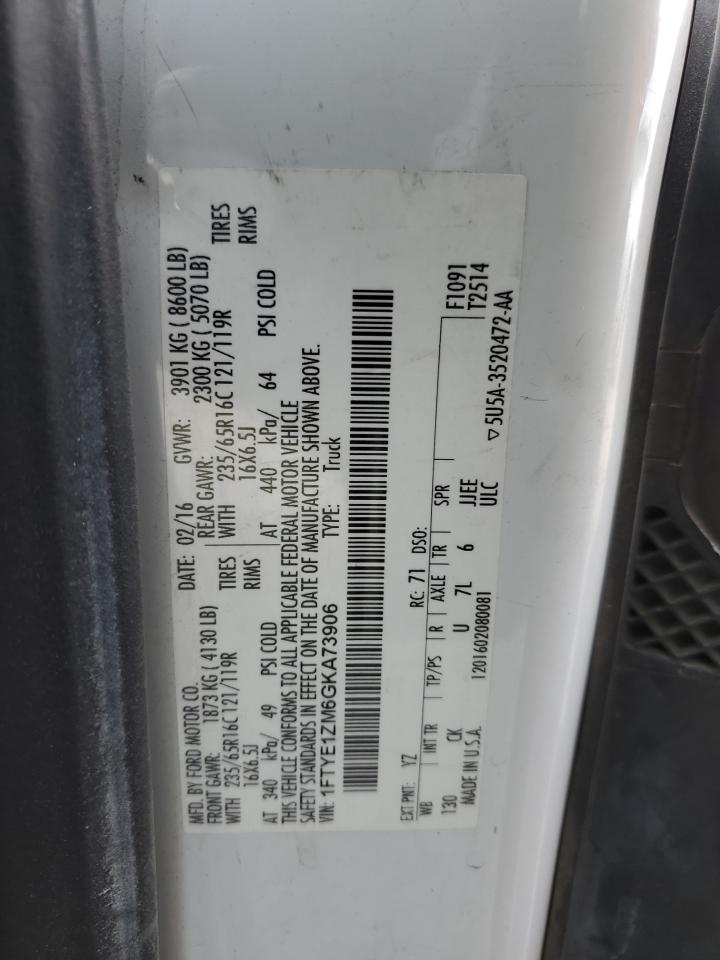 MFD. BY FORD MOTOR CO. DATE: 02/16 GVWR: 3901 KG ( 8600 LB)
FRONT GAWR: 1873 KG ( 4130 LB) REAR GAWR: 2300 KG ( 5070 LB)
WITH 235/65R16C 121/119R TIRES WITH 235/65R16C 121/119R TIRES
16X6.5J RIMS 16X6.5J RIMS
AT 340 kPa/ 49 PSI COLD AT 440 kPa/ 64 PSI COLD
THIS VEHICLE CONFORMS TO ALL APPLICABLE FEDERAL MOTOR VEHICLE
SAFETY STANDARDS IN EFFECT ON THE DATE OF MANUFACTURE SHOWN ABOVE.
VIN: 1FTYE1ZM6GKA73906 TYPE: Truck
EXT PNT: YZ RC: 71 DSO:
WB INT TR TP/PS R AXLE TR SPR F1091
130 CK U 7L 6 JJEE T2514
MADE IN U.S.A. 1201602080081 ULC ▽5U5A-3520472-AA